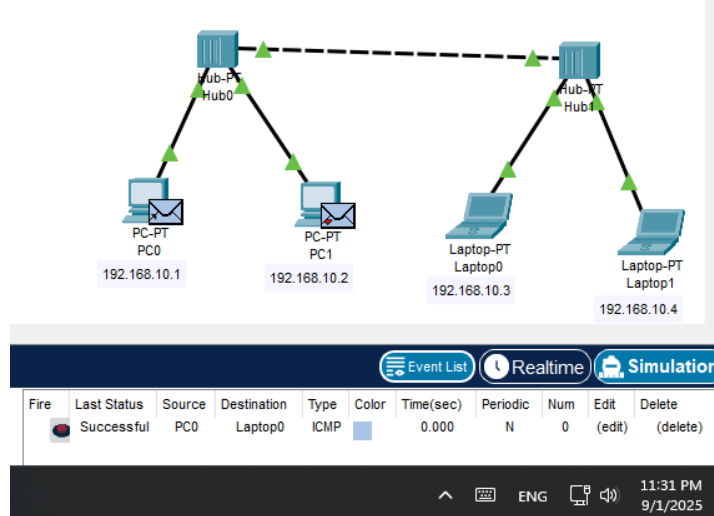 Hub-PT
Hub0
Hub-PT
Hub1
PC-PT
PC0
192.168.10.1
PC-PT
PC1
192.168.10.2
Laptop-PT
Laptop0
192.168.10.3
Laptop-PT
Laptop1
192.168.10.4
Event List Realtime Simulation
Fire Last Status Source Destination Type Color Time(sec) Periodic Num Edit Delete
Successful PC0 Laptop0 ICMP 0.000 N 0 (edit) (delete)
ENG 11:31 PM
9/1/2025